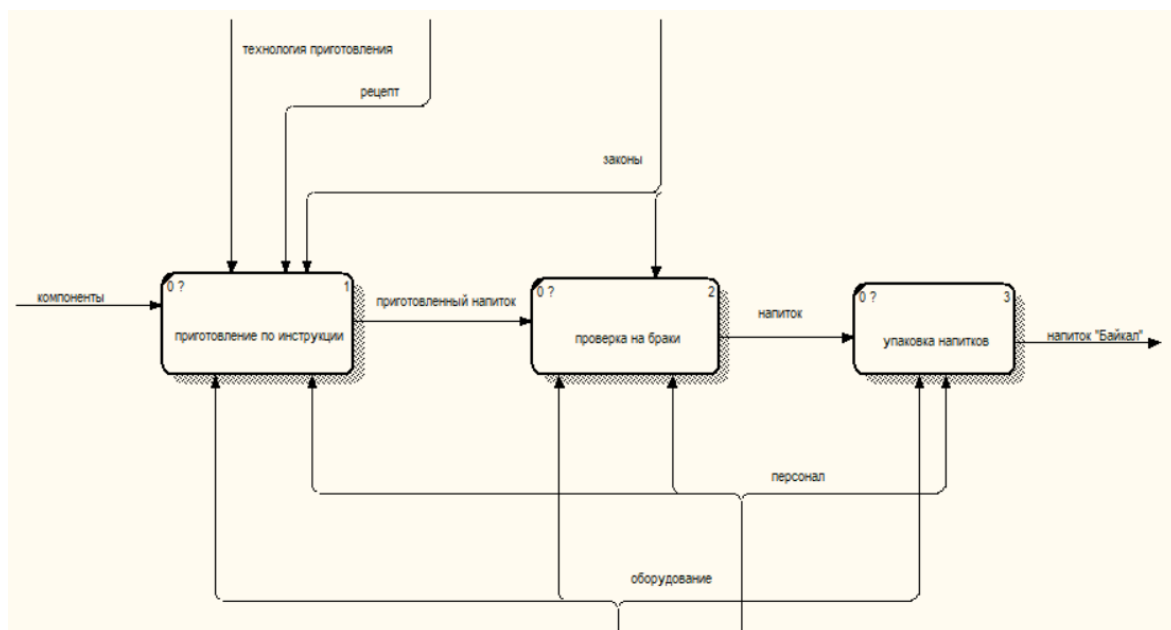 технология приготовления
рецепт
законы
компоненты
0 ?
1
приготовление по инструкции
приготовленный напиток
0 ?
2
проверка на браки
напиток
0 ?
3
упаковка напитков
напиток "Байкал"
персонал
оборудование